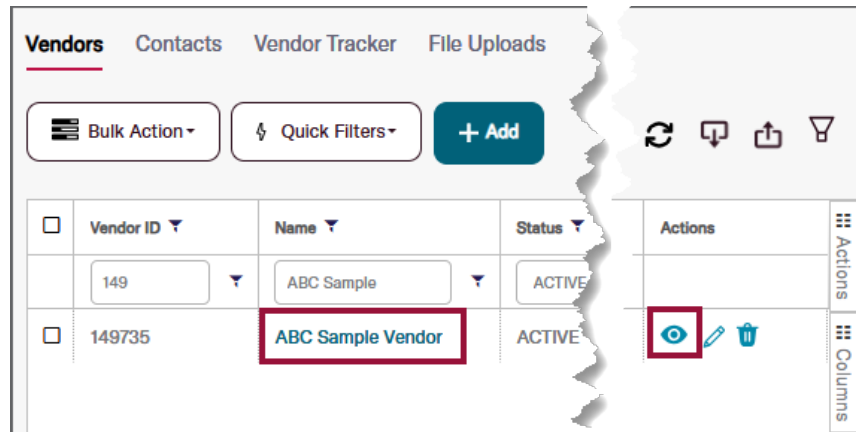 Vendors Contacts Vendor Tracker File Uploads
Bulk Action Quick Filters + Add
Vendor ID Name Status Actions
149 ABC Sample ACTIVE
149735 ABC Sample Vendor ACTIVE
Actions
Columns